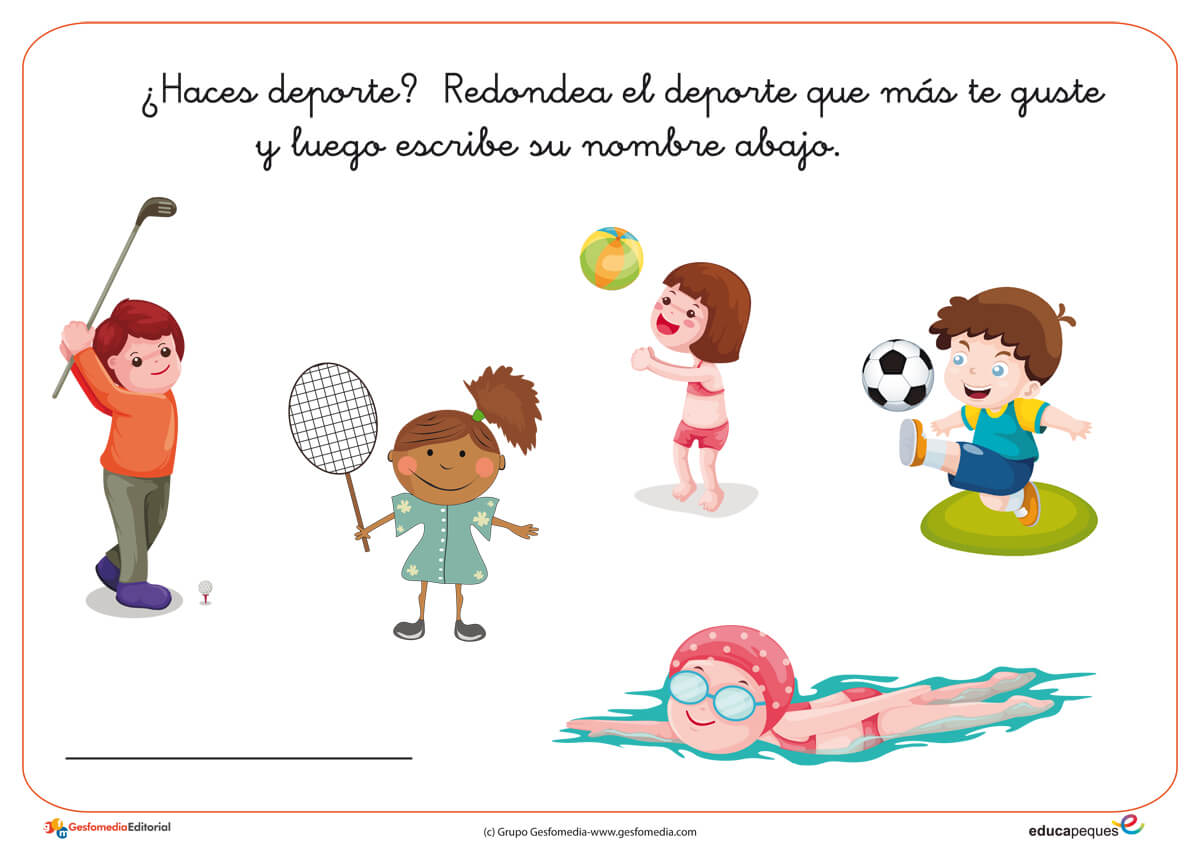 ¿Haces deporte? Redondea el deporte que más te guste
y luego escribe su nombre abajo.
gfm GesfomediaEditorial
(c) Grupo Gesfomedia-www.gesfomedia.com
educapeques e